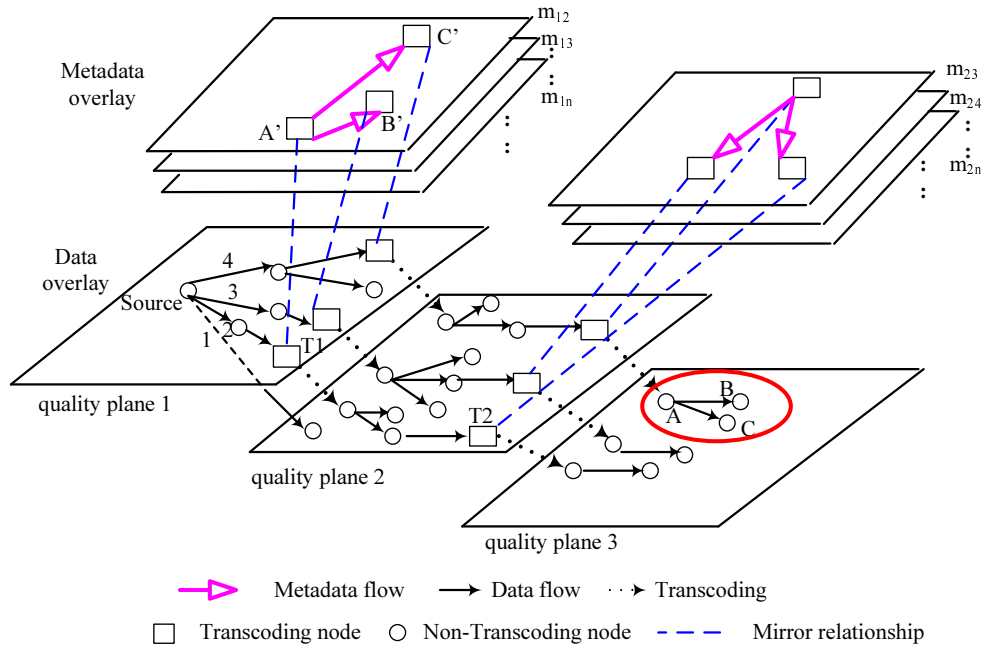 m12
m13
⋮
m1n
⋮
Metadata
overlay
C’
B’
A’
m23
m24
⋮
m2n
⋮
Data
overlay
Source
4
3
2
1
T1
quality plane 1
T2
quality plane 2
A
B
C
quality plane 3
Metadata flow
Data flow
Transcoding
Transcoding node
Non-Transcoding node
Mirror relationship